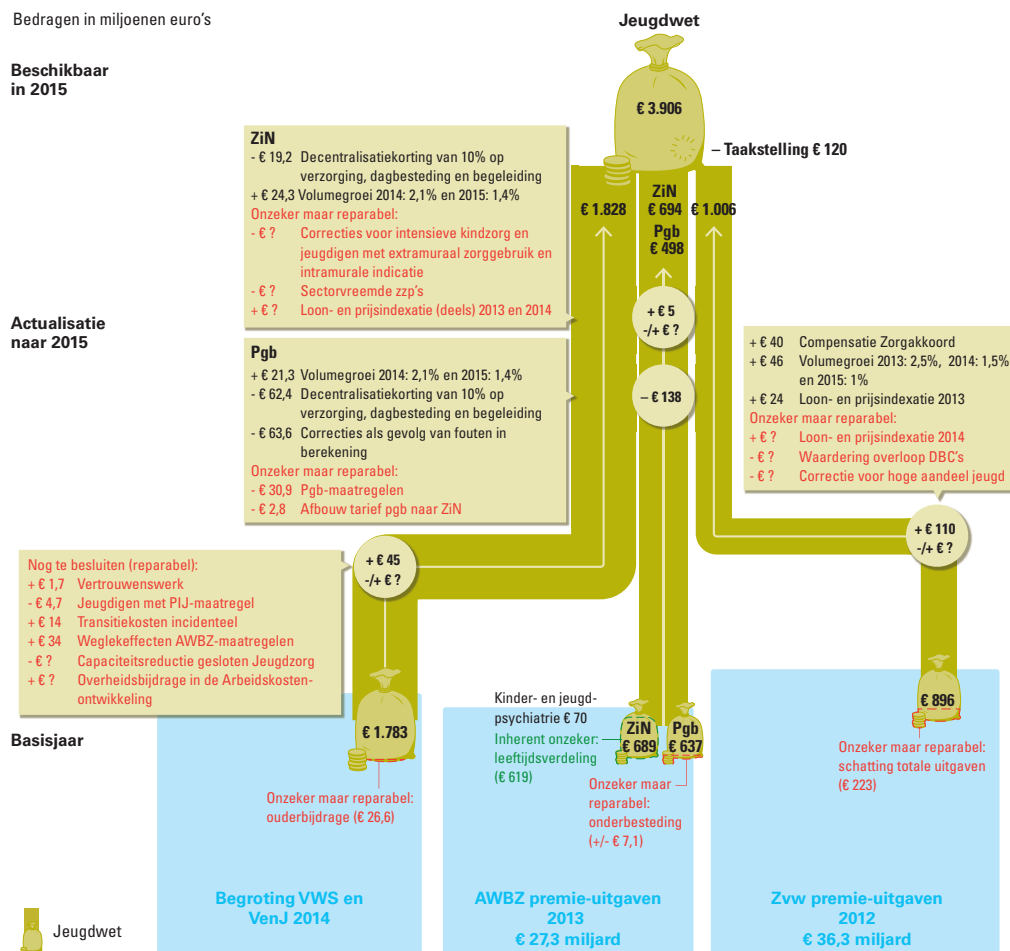 Bedragen in miljoenen euro's
Jeugdwet
Beschikbaar
in 2015
€ 3.906
– Taakstelling € 120
ZiN
- € 19,2 Decentralisatiekorting van 10% op
verzorging, dagbesteding en begeleiding
+ € 24,3 Volumegroei 2014: 2,1% en 2015: 1,4%
Onzeker maar reparabel:
- € ? Correcties voor intensieve kindzorg en
jeugdigen met extramuraal zorggebruik en
intramurale indicatie
- € ? Sectorvreemde zzp's
+ € ? Loon- en prijsindexatie (deels) 2013 en 2014
€ 1.828
ZiN
€ 694
Pgb
€ 498
€ 1.006
Actualisatie
naar 2015
+ € 5
-/+ € ?
Pgb
+ € 21,3 Volumegroei 2014: 2,1% en 2015: 1,4%
- € 62,4 Decentralisatiekorting van 10% op
verzorging, dagbesteding en begeleiding
- € 63,6 Correcties als gevolg van fouten in
berekening
Onzeker maar reparabel:
- € 30,9 Pgb-maatregelen
- € 2,8 Afbouw tarief pgb naar ZiN
– € 138
+ € 40 Compensatie Zorgakkoord
+ € 46 Volumegroei 2013: 2,5%, 2014: 1,5%
en 2015: 1%
+ € 24 Loon- en prijsindexatie 2013
Onzeker maar reparabel:
+ € ? Loon- en prijsindexatie 2014
- € ? Waardering overloop DBC's
- € ? Correctie voor hoge aandeel jeugd
+ € 110
-/+ € ?
+ € 45
-/+ € ?
Nog te besluiten (reparabel):
+ € 1,7 Vertrouwenswerk
- € 4,7 Jeugdigen met PIJ-maatregel
+ € 14 Transitiekosten incidenteel
+ € 34 Weglekeffecten AWBZ-maatregelen
- € ? Capaciteitsreductie gesloten Jeugdzorg
+ € ? Overheidsbijdrage in de Arbeidskosten-
ontwikkeling
Basisjaar
€ 1.783
Onzeker maar reparabel:
ouderbijdrage (€ 26,6)
Kinder- en jeugd-
psychiatrie € 70
Inherent onzeker:
leeftijdsverdeling
(€ 619)
ZiN
€ 689
Pgb
€ 637
Onzeker maar
reparabel:
onderbesteding
(+/- € 7,1)
€ 896
Onzeker maar reparabel:
schatting totale uitgaven
(€ 223)
Begroting VWS en
VenJ 2014
AWBZ premie-uitgaven
2013
€ 27,3 miljard
Zvw premie-uitgaven
2012
€ 36,3 miljard
Jeugdwet